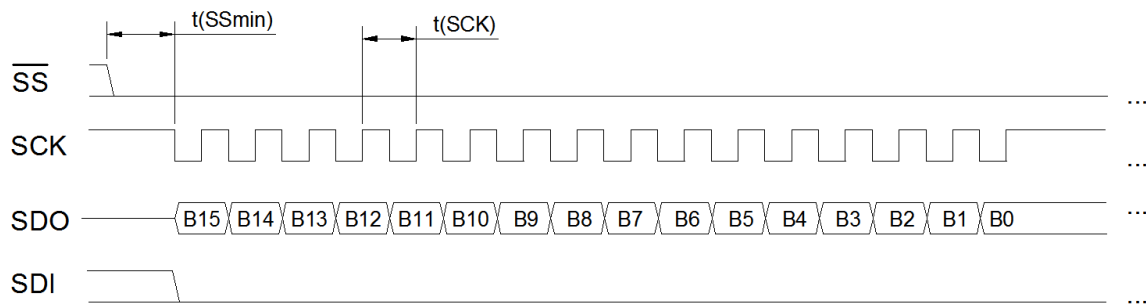 t(SSmin) t(SCK)
SS
...
SCK
...
SDO B15 B14 B13 B12 B11 B10 B9 B8 B7 B6 B5 B4 B3 B2 B1 B0 ...
SDI
...